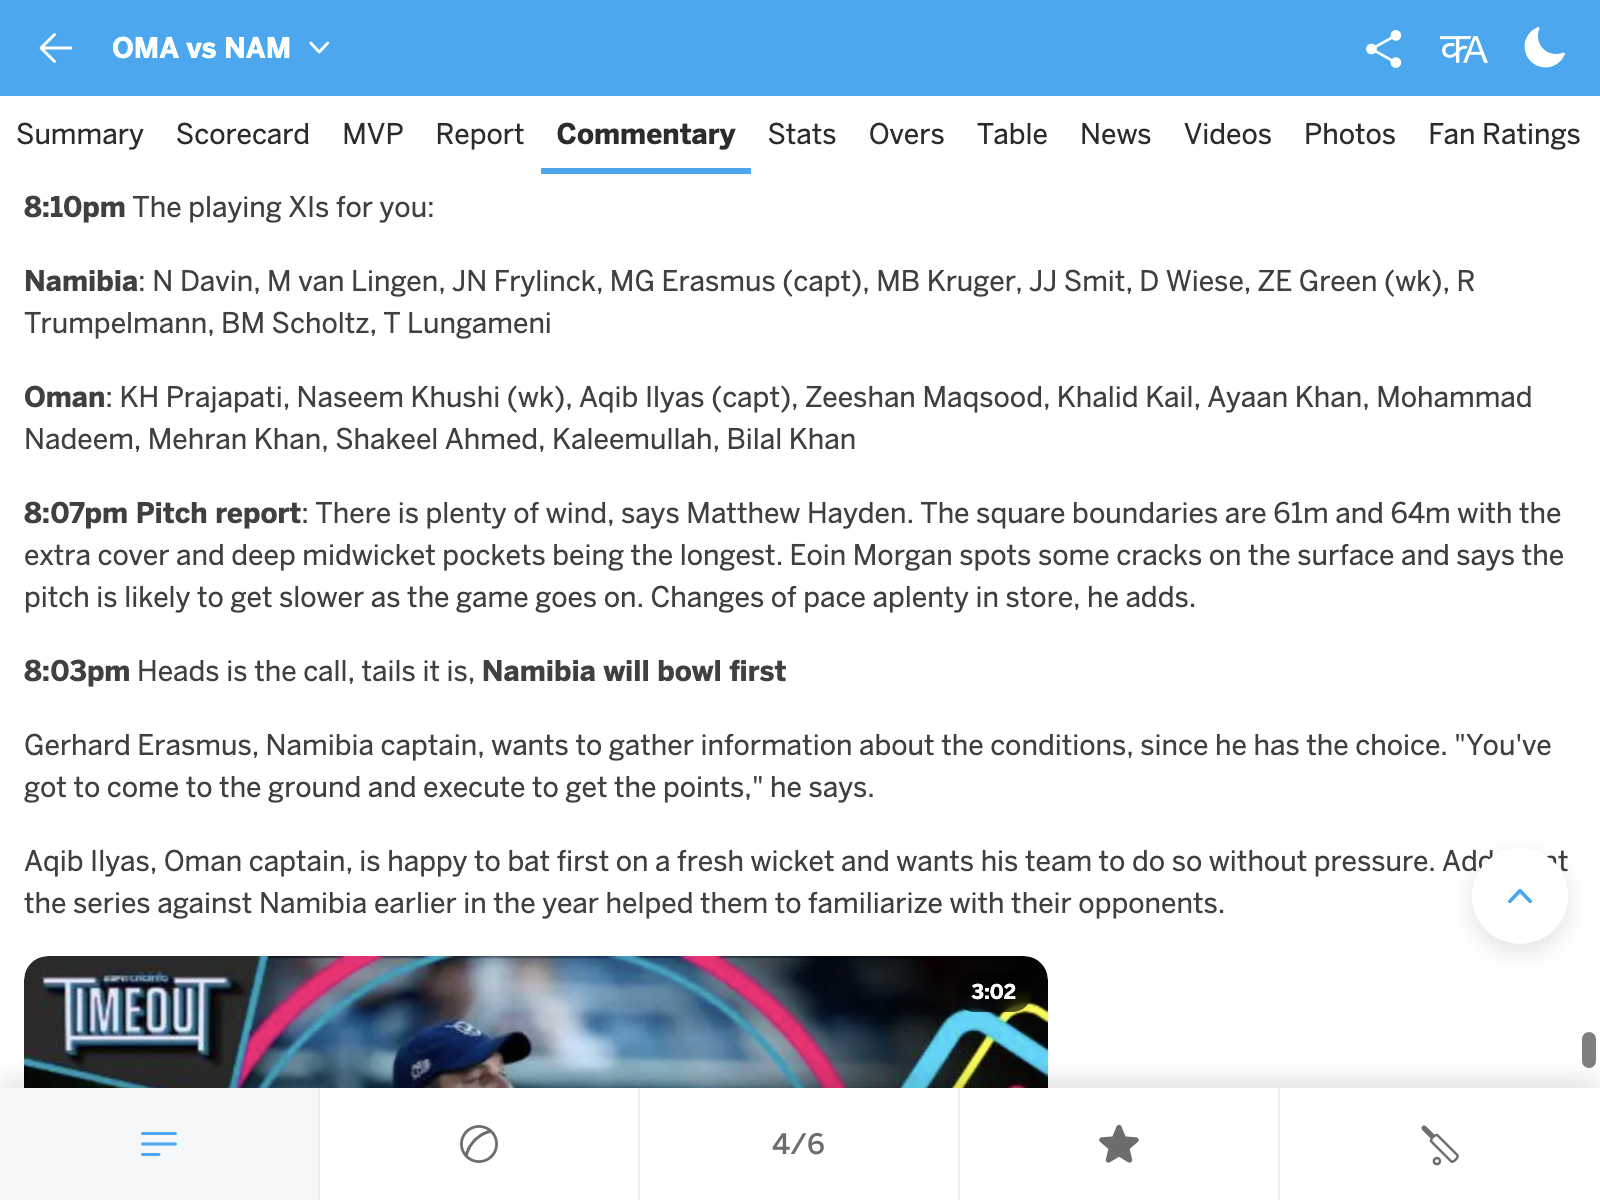 OMA vs NAM
काA
Summary Scorecard MVP Report Commentary Stats Overs Table News Videos Photos Fan Ratings
8:10pm The playing XIs for you:
Namibia: N Davin, M van Lingen, JN Frylinck, MG Erasmus (capt), MB Kruger, JJ Smit, D Wiese, ZE Green (wk), R
Trumpelmann, BM Scholtz, T Lungameni
Oman: KH Prajapati, Naseem Khushi (wk), Aqib Ilyas (capt), Zeeshan Maqsood, Khalid Kail, Ayaan Khan, Mohammad
Nadeem, Mehran Khan, Shakeel Ahmed, Kaleemullah, Bilal Khan
8:07pm Pitch report: There is plenty of wind, says Matthew Hayden. The square boundaries are 61m and 64m with the
extra cover and deep midwicket pockets being the longest. Eoin Morgan spots some cracks on the surface and says the
pitch is likely to get slower as the game goes on. Changes of pace aplenty in store, he adds.
8:03pm Heads is the call, tails it is, Namibia will bowl first
Gerhard Erasmus, Namibia captain, wants to gather information about the conditions, since he has the choice. "You've
got to come to the ground and execute to get the points," he says.
Aqib Ilyas, Oman captain, is happy to bat first on a fresh wicket and wants his team to do so without pressure.
the series against Namibia earlier in the year helped them to familiarize with their opponents.
ESPNcricinfo
TIMEOUT
3:02
4/6